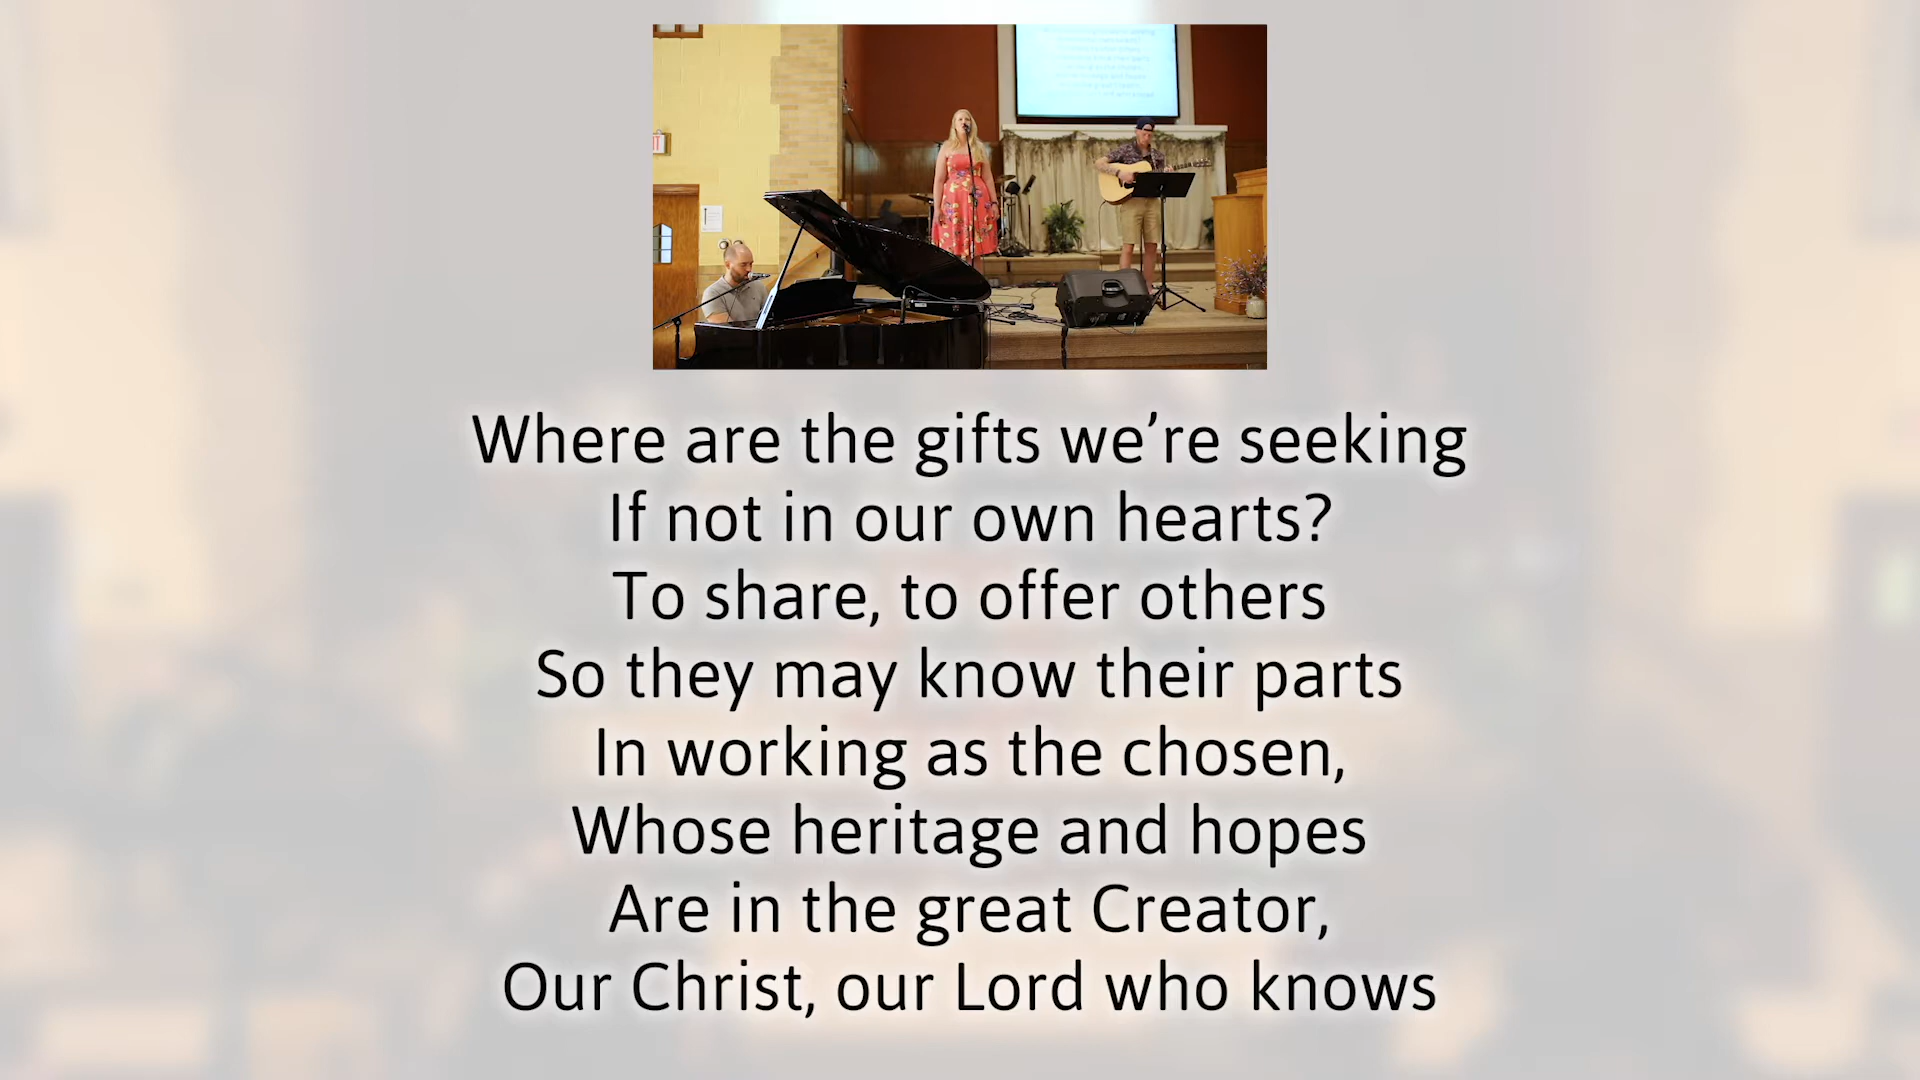 Where are the gifts we’re seeking
If not in our own hearts?
To share, to offer others
So they may know their parts
In working as the chosen,
Whose heritage and hopes
Are in the great Creator,
Our Christ, our Lord who knows